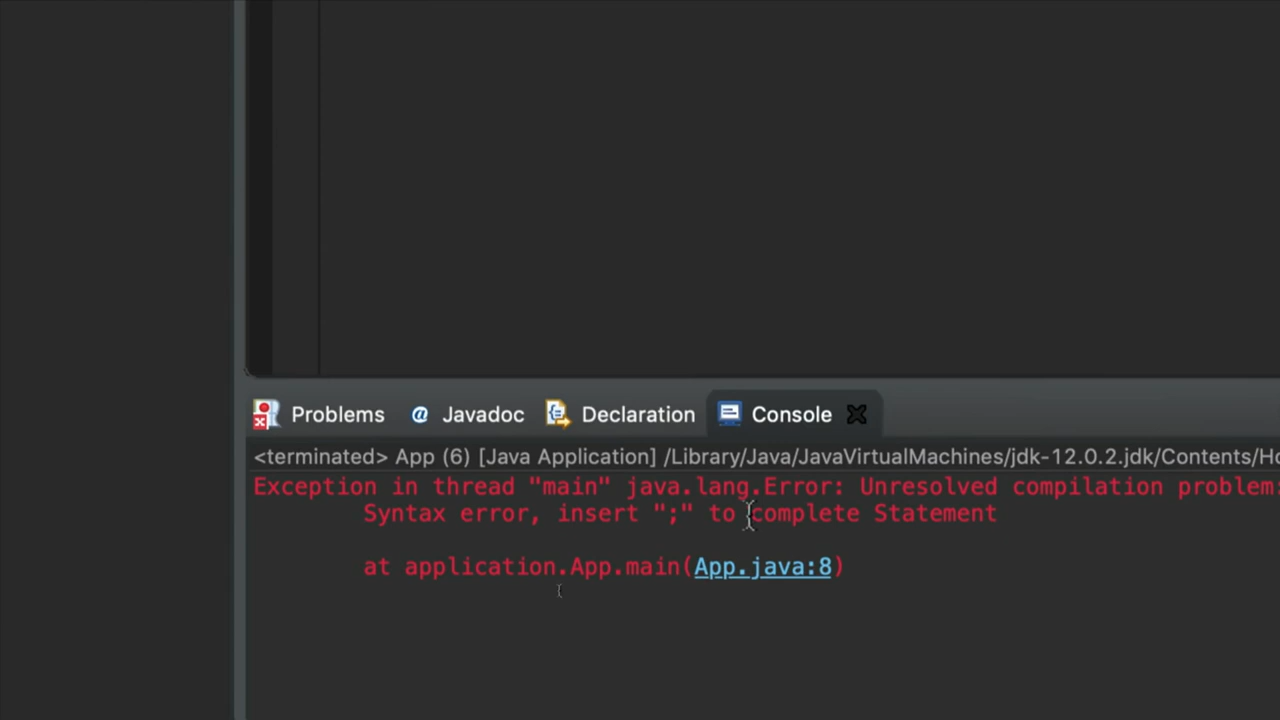 Problems @ Javadoc Declaration Console
<terminated> App (6) [Java Application] /Library/Java/JavaVirtualMachines/jdk-12.0.2.jdk/Contents/Ho
Exception in thread "main" java.lang.Error: Unresolved compilation problem:
Syntax error, insert ";" to complete Statement
at application.App.main(App.java:8)